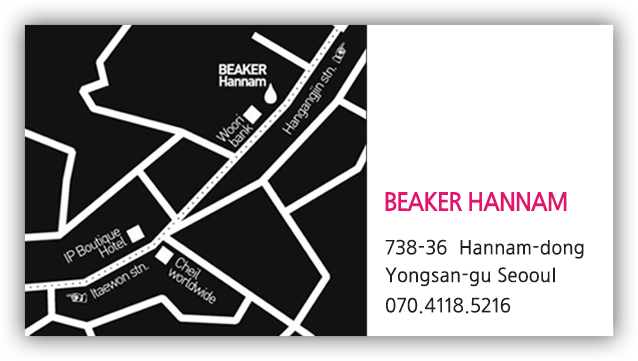 BEAKER
Hannam
Hangangjin stn.
Woori
bank
IP Boutique
Hotel
Cheil
worldwide
Itaewon stn.
BEAKER HANNAM
738-36 Hannam-dong
Yongsan-gu Seooul
070.4118.5216